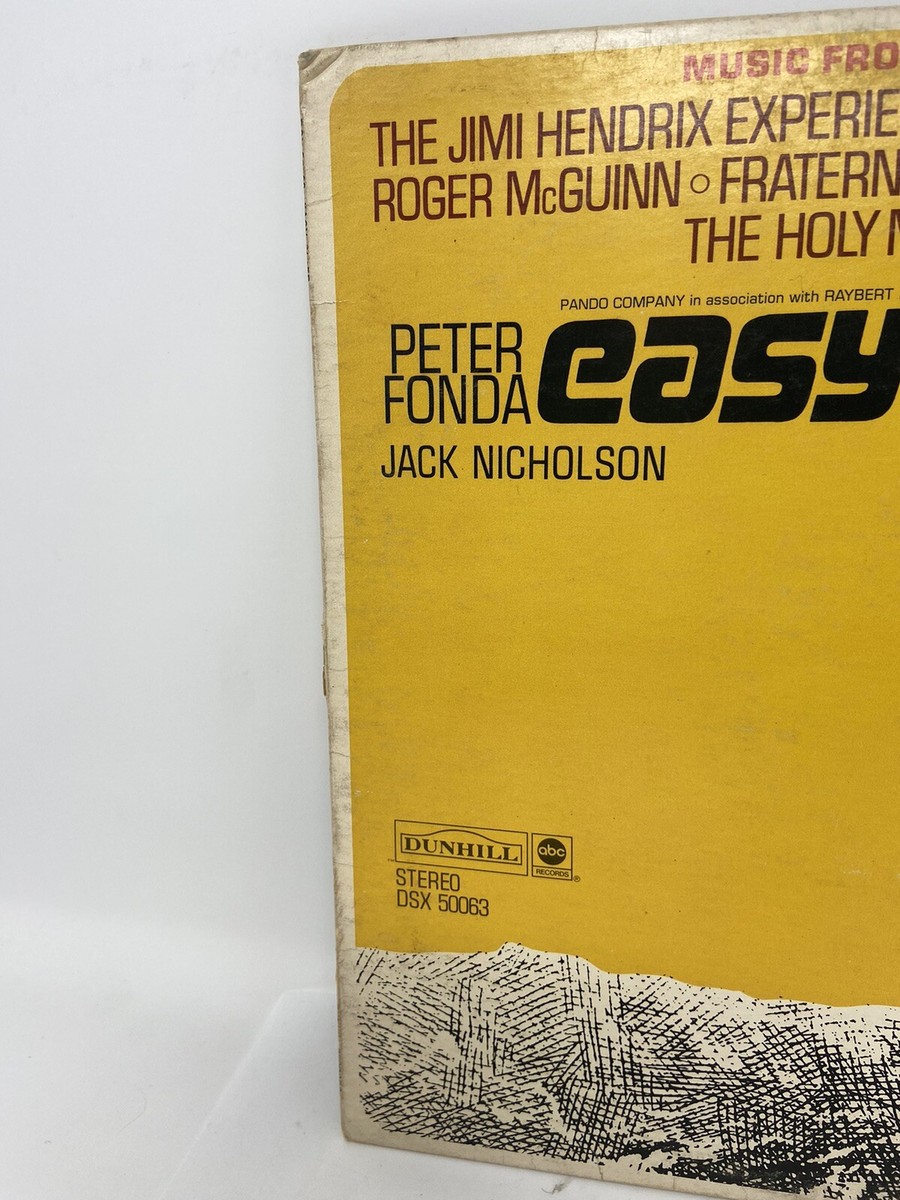 MUSIC FRO
THE JIMI HENDRIX EXPERIE
ROGER McGUINN ○ FRATERN
THE HOLY M
PANDO COMPANY in association with RAYBERT
PETER
FONDA
easy
JACK NICHOLSON
DUNHILL
abc
RECORDS ®
STEREO
DSX 50063